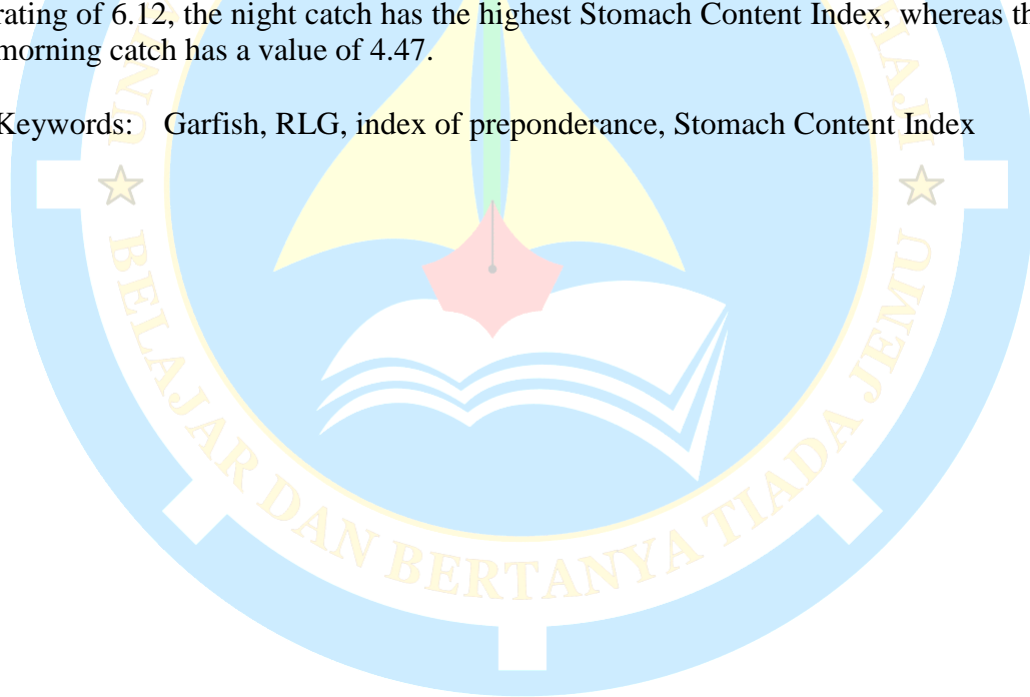 rating of 6.12, the night catch has the highest Stomach Content Index, whereas
morning catch has a value of 4.47.
Keywords: Garfish, RLG, index of preponderance, Stomach Content Index
BELAJAR DAN BERTANYA TIADA JEMU